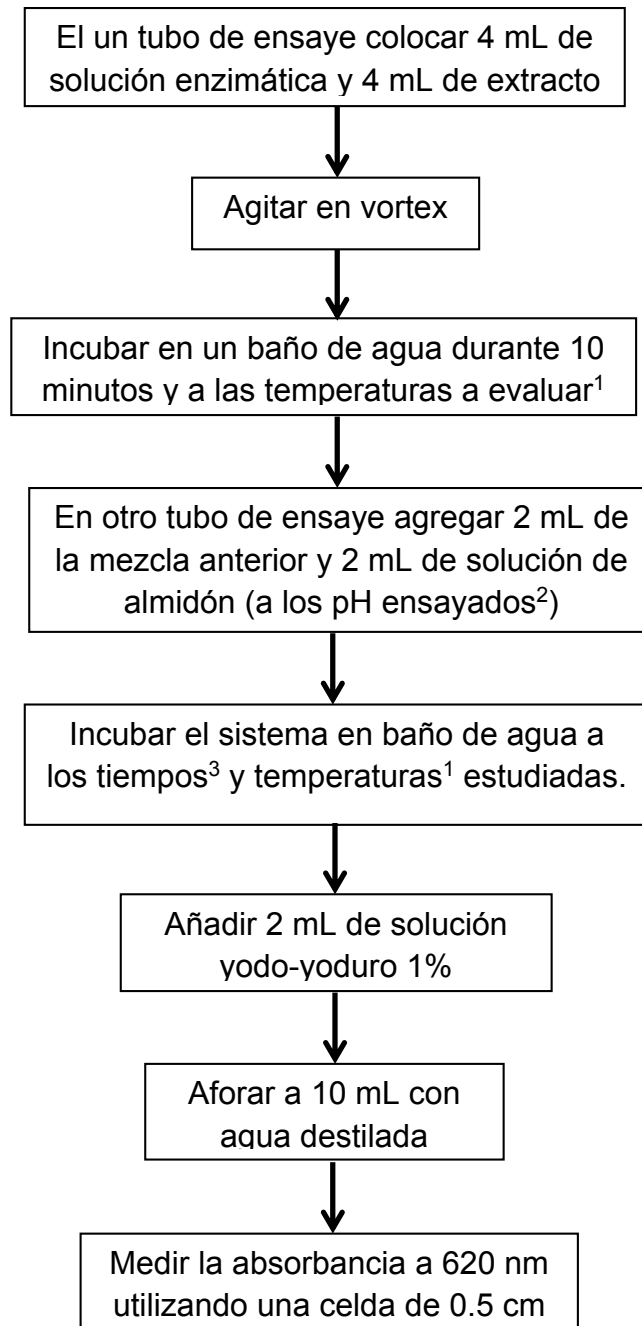 El un tubo de ensaye colocar 4 mL de
solución enzimática y 4 mL de extracto
Agitar en vortex
Incubar en un baño de agua durante 10
minutos y a las temperaturas a evaluar¹
En otro tubo de ensaye agregar 2 mL de
la mezcla anterior y 2 mL de solución de
almidón (a los pH ensayados²)
Incubar el sistema en baño de agua a
los tiempos³ y temperaturas¹ estudiadas.
Añadir 2 mL de solución
yodo-yoduro 1%
Aforar a 10 mL con
agua destilada
Medir la absorbancia a 620 nm
utilizando una celda de 0.5 cm